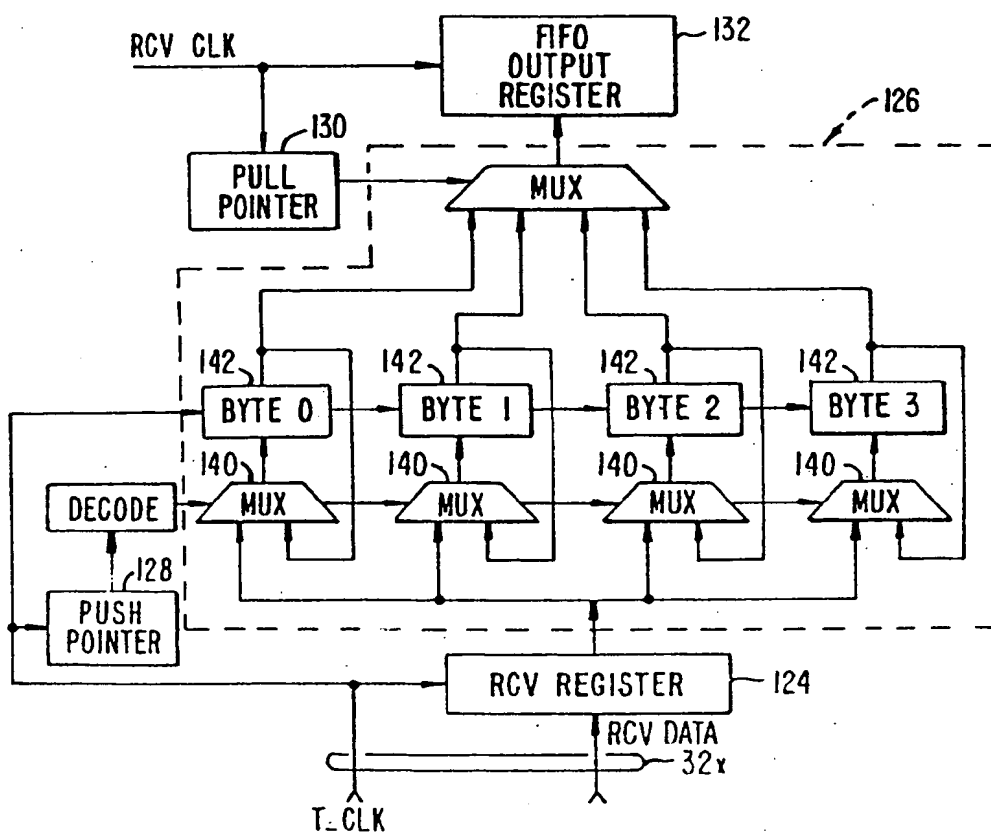 RCV CLK
FIFO
OUTPUT
REGISTER
132
126
130
PULL
POINTER
MUX
142
142
142
142
BYTE 0
BYTE 1
BYTE 2
BYTE 3
140
140
140
140
DECODE
MUX
MUX
MUX
MUX
128
PUSH
POINTER
RCV REGISTER
124
RCV DATA
32x
T_CLK